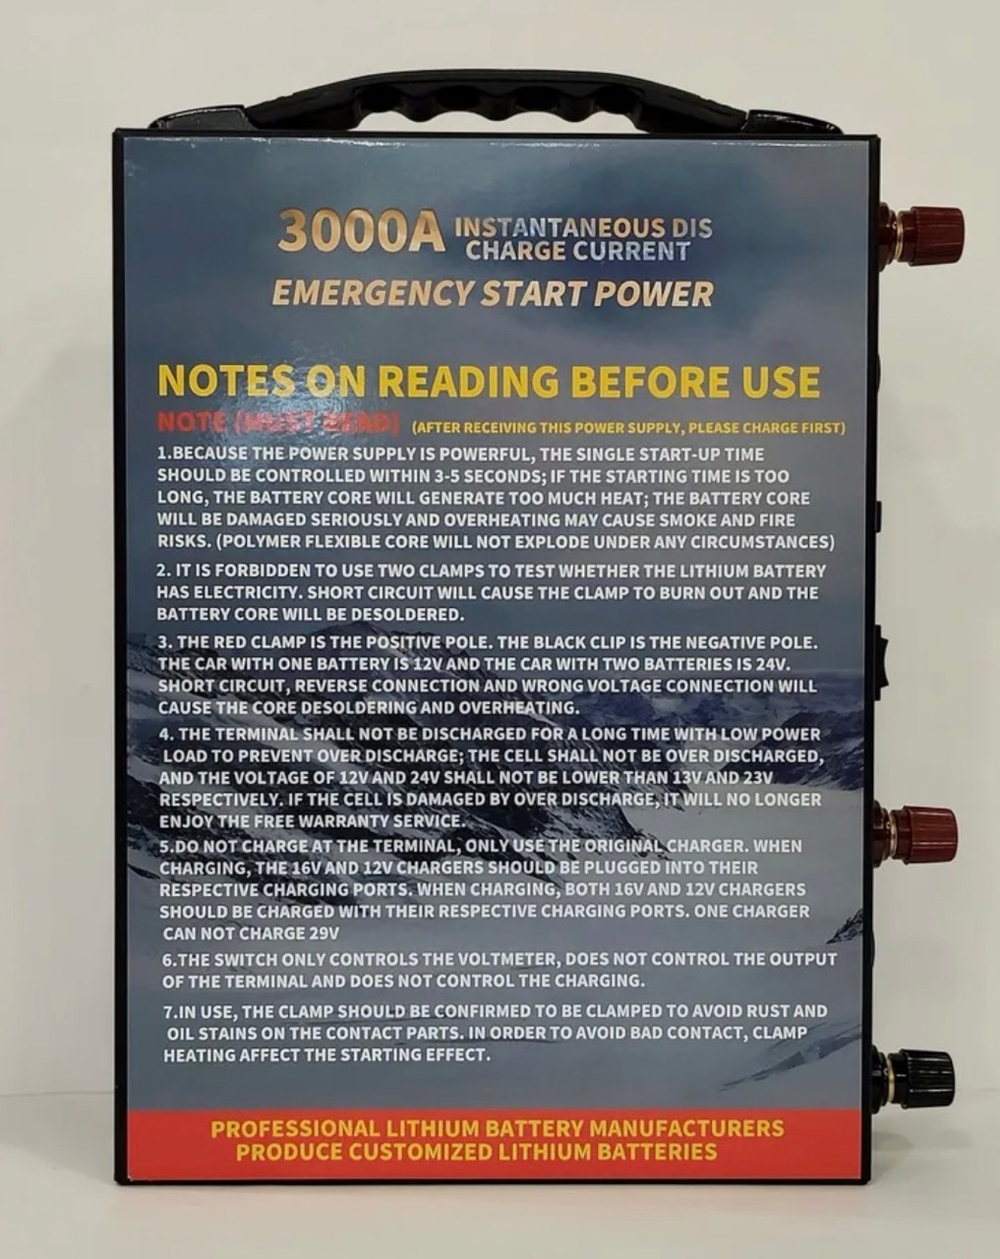 3000A INSTANTANEOUS DIS
CHARGE CURRENT
EMERGENCY START POWER
NOTES ON READING BEFORE USE
NOTE (MUST READ) (AFTER RECEIVING THIS POWER SUPPLY, PLEASE CHARGE FIRST)
1.BECAUSE THE POWER SUPPLY IS POWERFUL, THE SINGLE START-UP TIME
SHOULD BE CONTROLLED WITHIN 3-5 SECONDS; IF THE STARTING TIME IS TOO
LONG, THE BATTERY CORE WILL GENERATE TOO MUCH HEAT; THE BATTERY CORE
WILL BE DAMAGED SERIOUSLY AND OVERHEATING MAY CAUSE SMOKE AND FIRE
RISKS. (POLYMER FLEXIBLE CORE WILL NOT EXPLODE UNDER ANY CIRCUMSTANCES)
2. IT IS FORBIDDEN TO USE TWO CLAMPS TO TEST WHETHER THE LITHIUM BATTERY
HAS ELECTRICITY. SHORT CIRCUIT WILL CAUSE THE CLAMP TO BURN OUT AND THE
BATTERY CORE WILL BE DESOLDERED.
3. THE RED CLAMP IS THE POSITIVE POLE. THE BLACK CLIP IS THE NEGATIVE POLE.
THE CAR WITH ONE BATTERY IS 12V AND THE CAR WITH TWO BATTERIES IS 24V.
SHORT CIRCUIT, REVERSE CONNECTION AND WRONG VOLTAGE CONNECTION WILL
CAUSE THE CORE DESOLDERING AND OVERHEATING.
4. THE TERMINAL SHALL NOT BE DISCHARGED FOR A LONG TIME WITH LOW POWER
LOAD TO PREVENT OVER DISCHARGE; THE CELL SHALL NOT BE OVER DISCHARGED,
AND THE VOLTAGE OF 12V AND 24V SHALL NOT BE LOWER THAN 13V AND 23V
RESPECTIVELY. IF THE CELL IS DAMAGED BY OVER DISCHARGE, IT WILL NO LONGER
ENJOY THE FREE WARRANTY SERVICE.
5.DO NOT CHARGE AT THE TERMINAL, ONLY USE THE ORIGINAL CHARGER. WHEN
CHARGING, THE 16V AND 12V CHARGERS SHOULD BE PLUGGED INTO THEIR
RESPECTIVE CHARGING PORTS. WHEN CHARGING, BOTH 16V AND 12V CHARGERS
SHOULD BE CHARGED WITH THEIR RESPECTIVE CHARGING PORTS. ONE CHARGER
CAN NOT CHARGE 29V
6.THE SWITCH ONLY CONTROLS THE VOLTMETER, DOES NOT CONTROL THE OUTPUT
OF THE TERMINAL AND DOES NOT CONTROL THE CHARGING.
7.IN USE, THE CLAMP SHOULD BE CONFIRMED TO BE CLAMPED TO AVOID RUST AND
OIL STAINS ON THE CONTACT PARTS. IN ORDER TO AVOID BAD CONTACT, CLAMP
HEATING AFFECT THE STARTING EFFECT.
PROFESSIONAL LITHIUM BATTERY MANUFACTURERS
PRODUCE CUSTOMIZED LITHIUM BATTERIES